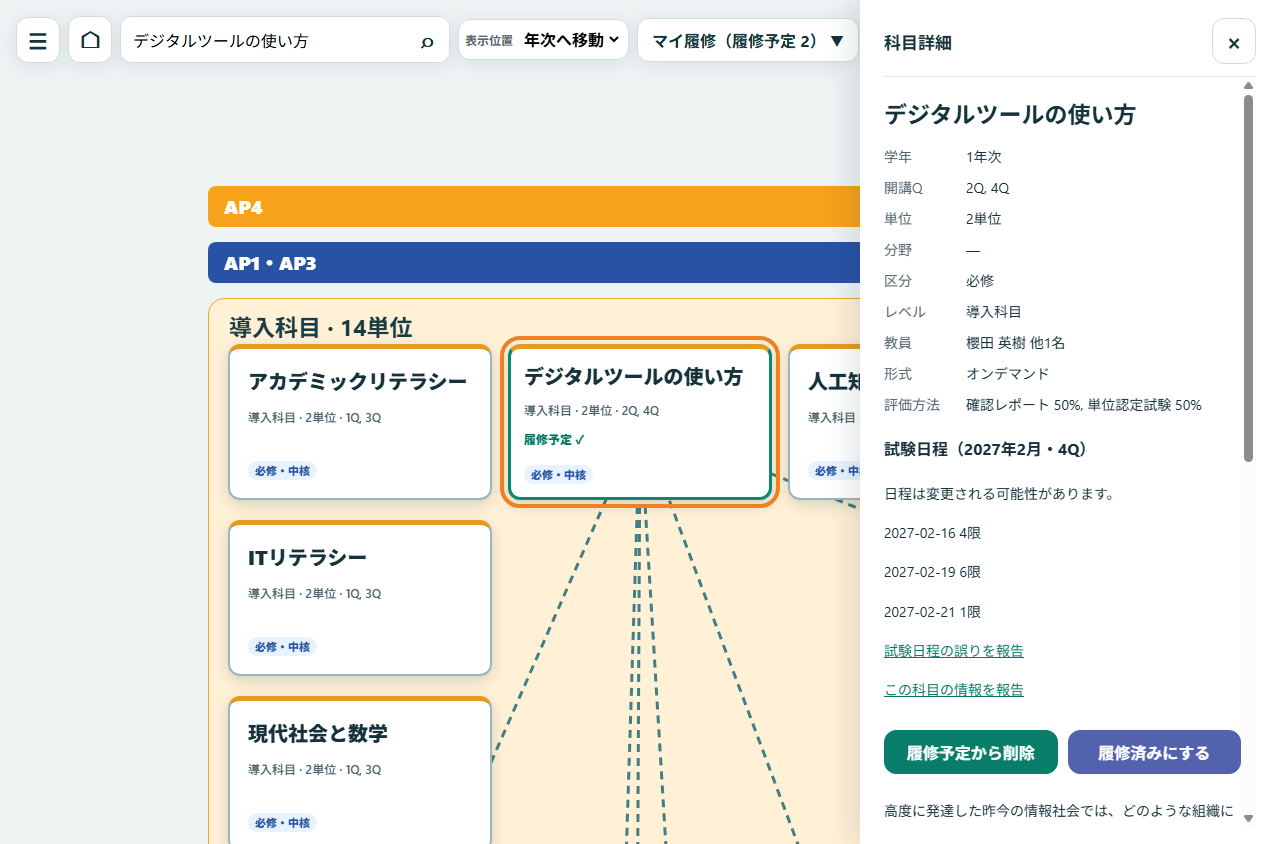 デジタルツールの使い方
表示位置 年次へ移動
マイ履修（履修予定 2） ▼
科目詳細
×
デジタルツールの使い方
学年 1年次
開講Q 2Q, 4Q
単位 2単位
分野 —
区分 必修
レベル 導入科目
教員 櫻田 英樹 他1名
形式 オンデマンド
評価方法 確認レポート 50%, 単位認定試験 50%
試験日程（2027年2月・4Q）
日程は変更される可能性があります。
2027-02-16 4限
2027-02-19 6限
2027-02-21 1限
試験日程の誤りを報告
この科目の情報を報告
履修予定から削除
履修済みにする
高度に発達した昨今の情報社会では、どのような組織に
AP4
AP1・AP3
導入科目 · 14単位
アカデミックリテラシー
導入科目 · 2単位 · 1Q, 3Q
必修・中核
デジタルツールの使い方
導入科目 · 2単位 · 2Q, 4Q
履修予定 ✓
必修・中核
人工知
導入科目
必修・中核
ITリテラシー
導入科目 · 2単位 · 1Q, 3Q
必修・中核
現代社会と数学
導入科目 · 2単位 · 1Q, 3Q
必修・中核